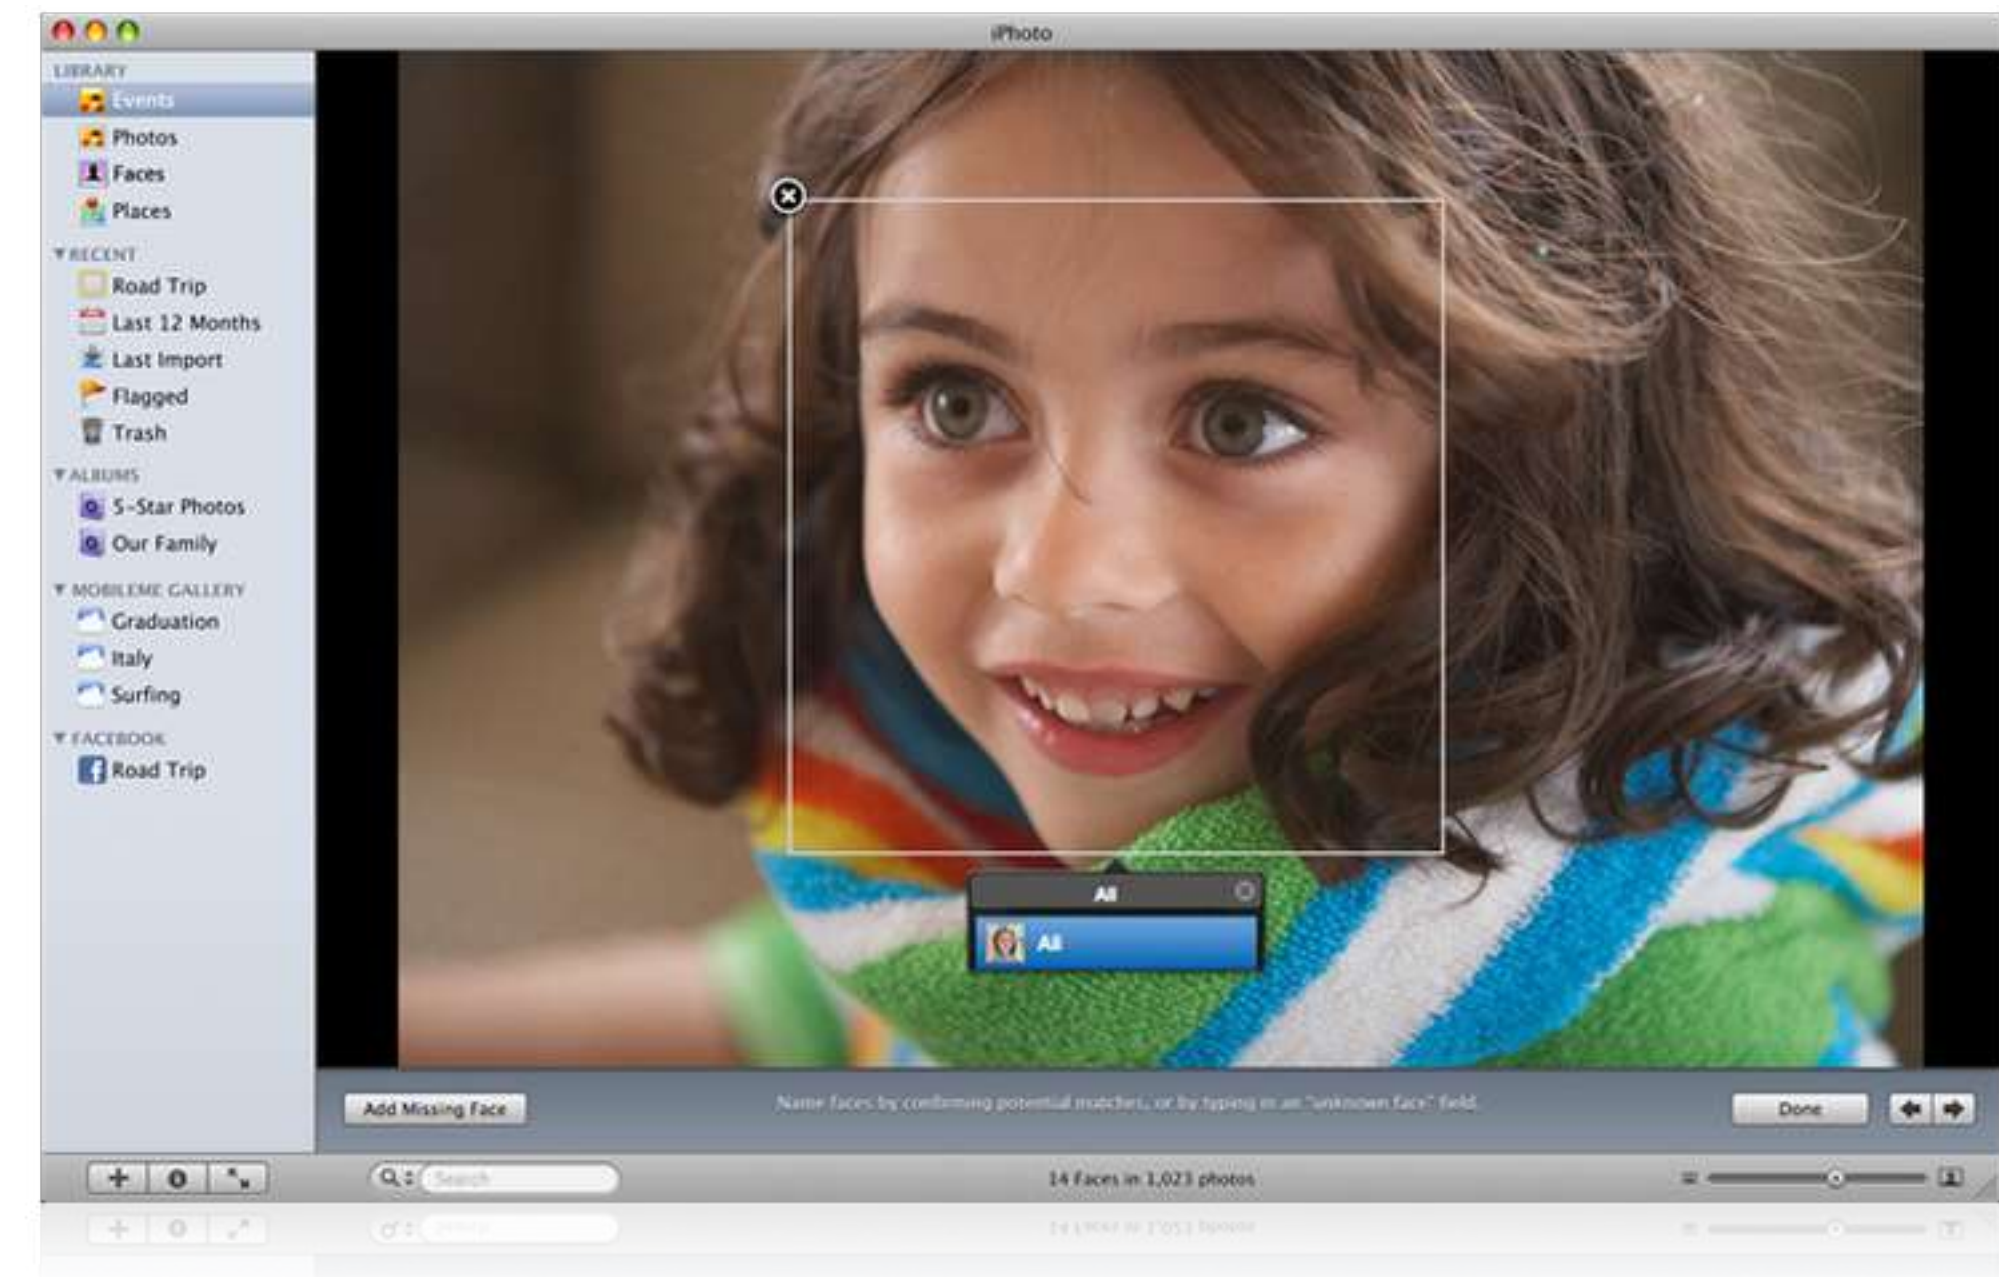 iPhoto
LIBRARY
Events
Photos
Faces
Places
RECENT
Road Trip
Last 12 Months
Last Import
Flagged
Trash
ALBUMS
5-Star Photos
Our Family
MOBILEME GALLERY
Graduation
Italy
Surfing
FACEBOOK
Road Trip
Ali
Ali
Add Missing Face
Name faces by confirming potential matches, or by typing in an "unknown face" field.
Done
Search
14 Faces in 1,023 photos